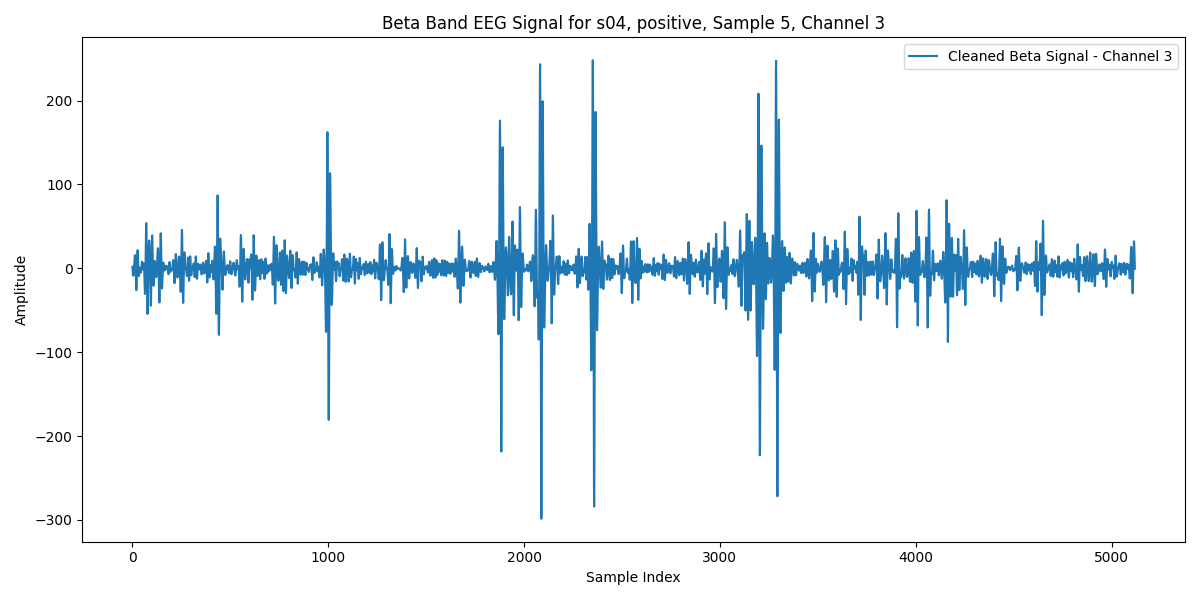 Beta Band EEG Signal for s04, positive, Sample 5, Channel 3
Cleaned Beta Signal - Channel 3
Amplitude
200
100
0
−100
−200
−300
0 1000 2000 3000 4000 5000
Sample Index